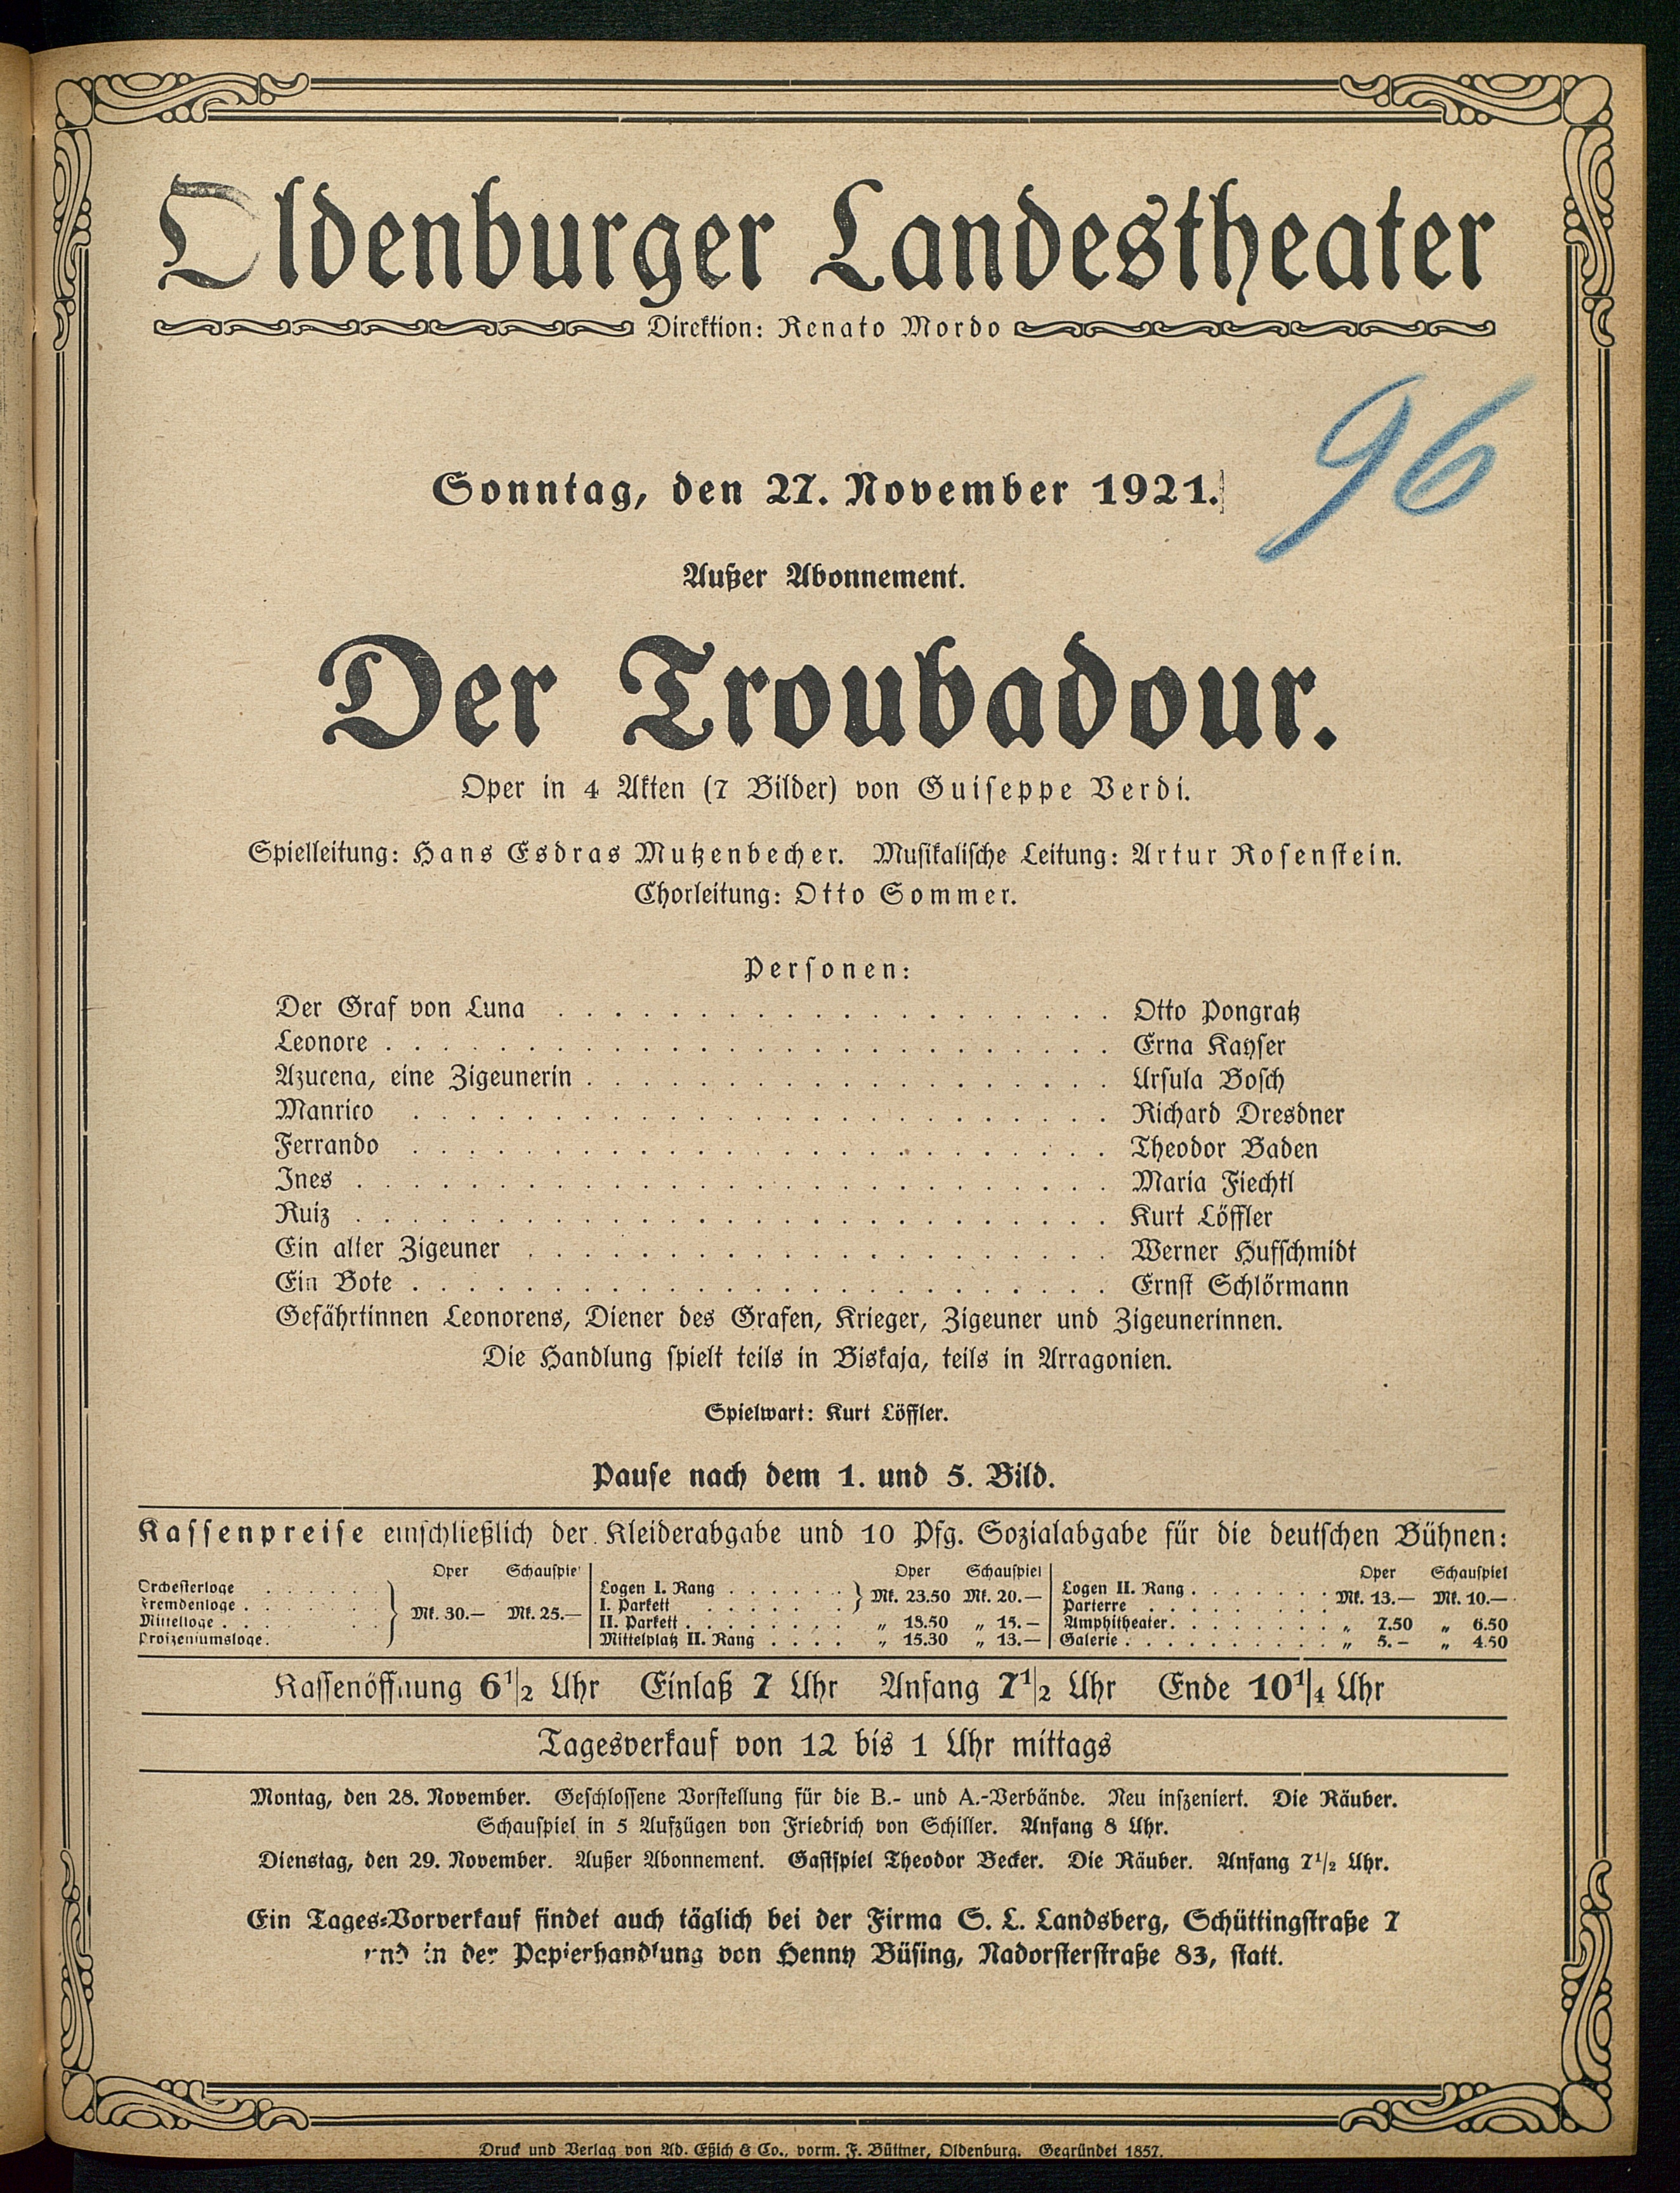 Oldenburger Landestheater
Direktion: Renato Mordo
96
Sonntag, den 27. November 1921.
Außer Abonnement.
Der Troubadour.
Oper in 4 Akten (7 Bilder) von Guiseppe Verdi.
Spielleitung: Hans Esdras Mutzenbecher. Musikalische Leitung: Artur Rosenstein.
Chorleitung: Otto Sommer.
Personen:
Der Graf von Luna . . . . . . . . . . . . . . . . . . . . Otto Pongratz
Leonore . . . . . . . . . . . . . . . . . . . . . . . . . . Erna Kayser
Azucena, eine Zigeunerin . . . . . . . . . . . . . . . . . . . Ursula Bosch
Manrico . . . . . . . . . . . . . . . . . . . . . . . . . Richard Dresdner
Ferrando . . . . . . . . . . . . . . . . . . . . . . . . . Theodor Baden
Ines . . . . . . . . . . . . . . . . . . . . . . . . . . . Maria Fiechtl
Ruiz . . . . . . . . . . . . . . . . . . . . . . . . . . . Kurt Löffler
Ein alter Zigeuner . . . . . . . . . . . . . . . . . . . . . Werner Hufschmidt
Ein Bote . . . . . . . . . . . . . . . . . . . . . . . . . Ernst Schlörmann
Gefährtinnen Leonorens, Diener des Grafen, Krieger, Zigeuner und Zigeunerinnen.
Die Handlung spielt teils in Biskaja, teils in Arragonien.
Spielwart: Kurt Löffler.
Pause nach dem 1. und 5. Bild.
Kassenpreise einschließlich der Kleiderabgabe und 10 Pfg. Sozialabgabe für die deutschen Bühnen:
Oper Schauspiel
Orchesterloge . . . . .
Fremdenloge . . . . .
Mittelloge . . . . . .
Proszeniumsloge.
Mk. 30.— Mk. 25.—
Oper Schauspiel
Logen I. Rang . . . . . .
I. Parkett . . . . . .
Mk. 23.50 Mk. 20.—
II. Parkett . . . . . . . . „ 18.50 „ 15.—
Mittelplatz II. Rang . . . . „ 15.30 „ 13.—
Oper Schauspiel
Logen II. Rang . . . . . . .
Parterre . . . . . . . .
Mk. 13.— Mk. 10.—
Amphitheater . . . . . . . . „ 7.50 „ 6.50
Galerie . . . . . . . . . . „ 5.— „ 4.50
Kassenöffnung 6½ Uhr Einlaß 7 Uhr Anfang 7½ Uhr Ende 10¼ Uhr
Tagesverkauf von 12 bis 1 Uhr mittags
Montag, den 28. November. Geschlossene Vorstellung für die B.- und A.-Verbände. Neu inszeniert. Die Räuber.
Schauspiel in 5 Aufzügen von Friedrich von Schiller. Anfang 8 Uhr.
Dienstag, den 29. November. Außer Abonnement. Gastspiel Theodor Becker. Die Räuber. Anfang 7½ Uhr.
Ein Tages-Vorverkauf findet auch täglich bei der Firma S. L. Landsberg, Schüttingstraße 7
und in der Papierhandlung von Henny Büsing, Nadorsterstraße 83, statt.
Druck und Verlag von Ad. Eßich & Co., vorm. F. Büttner, Oldenburg. Gegründet 1857.